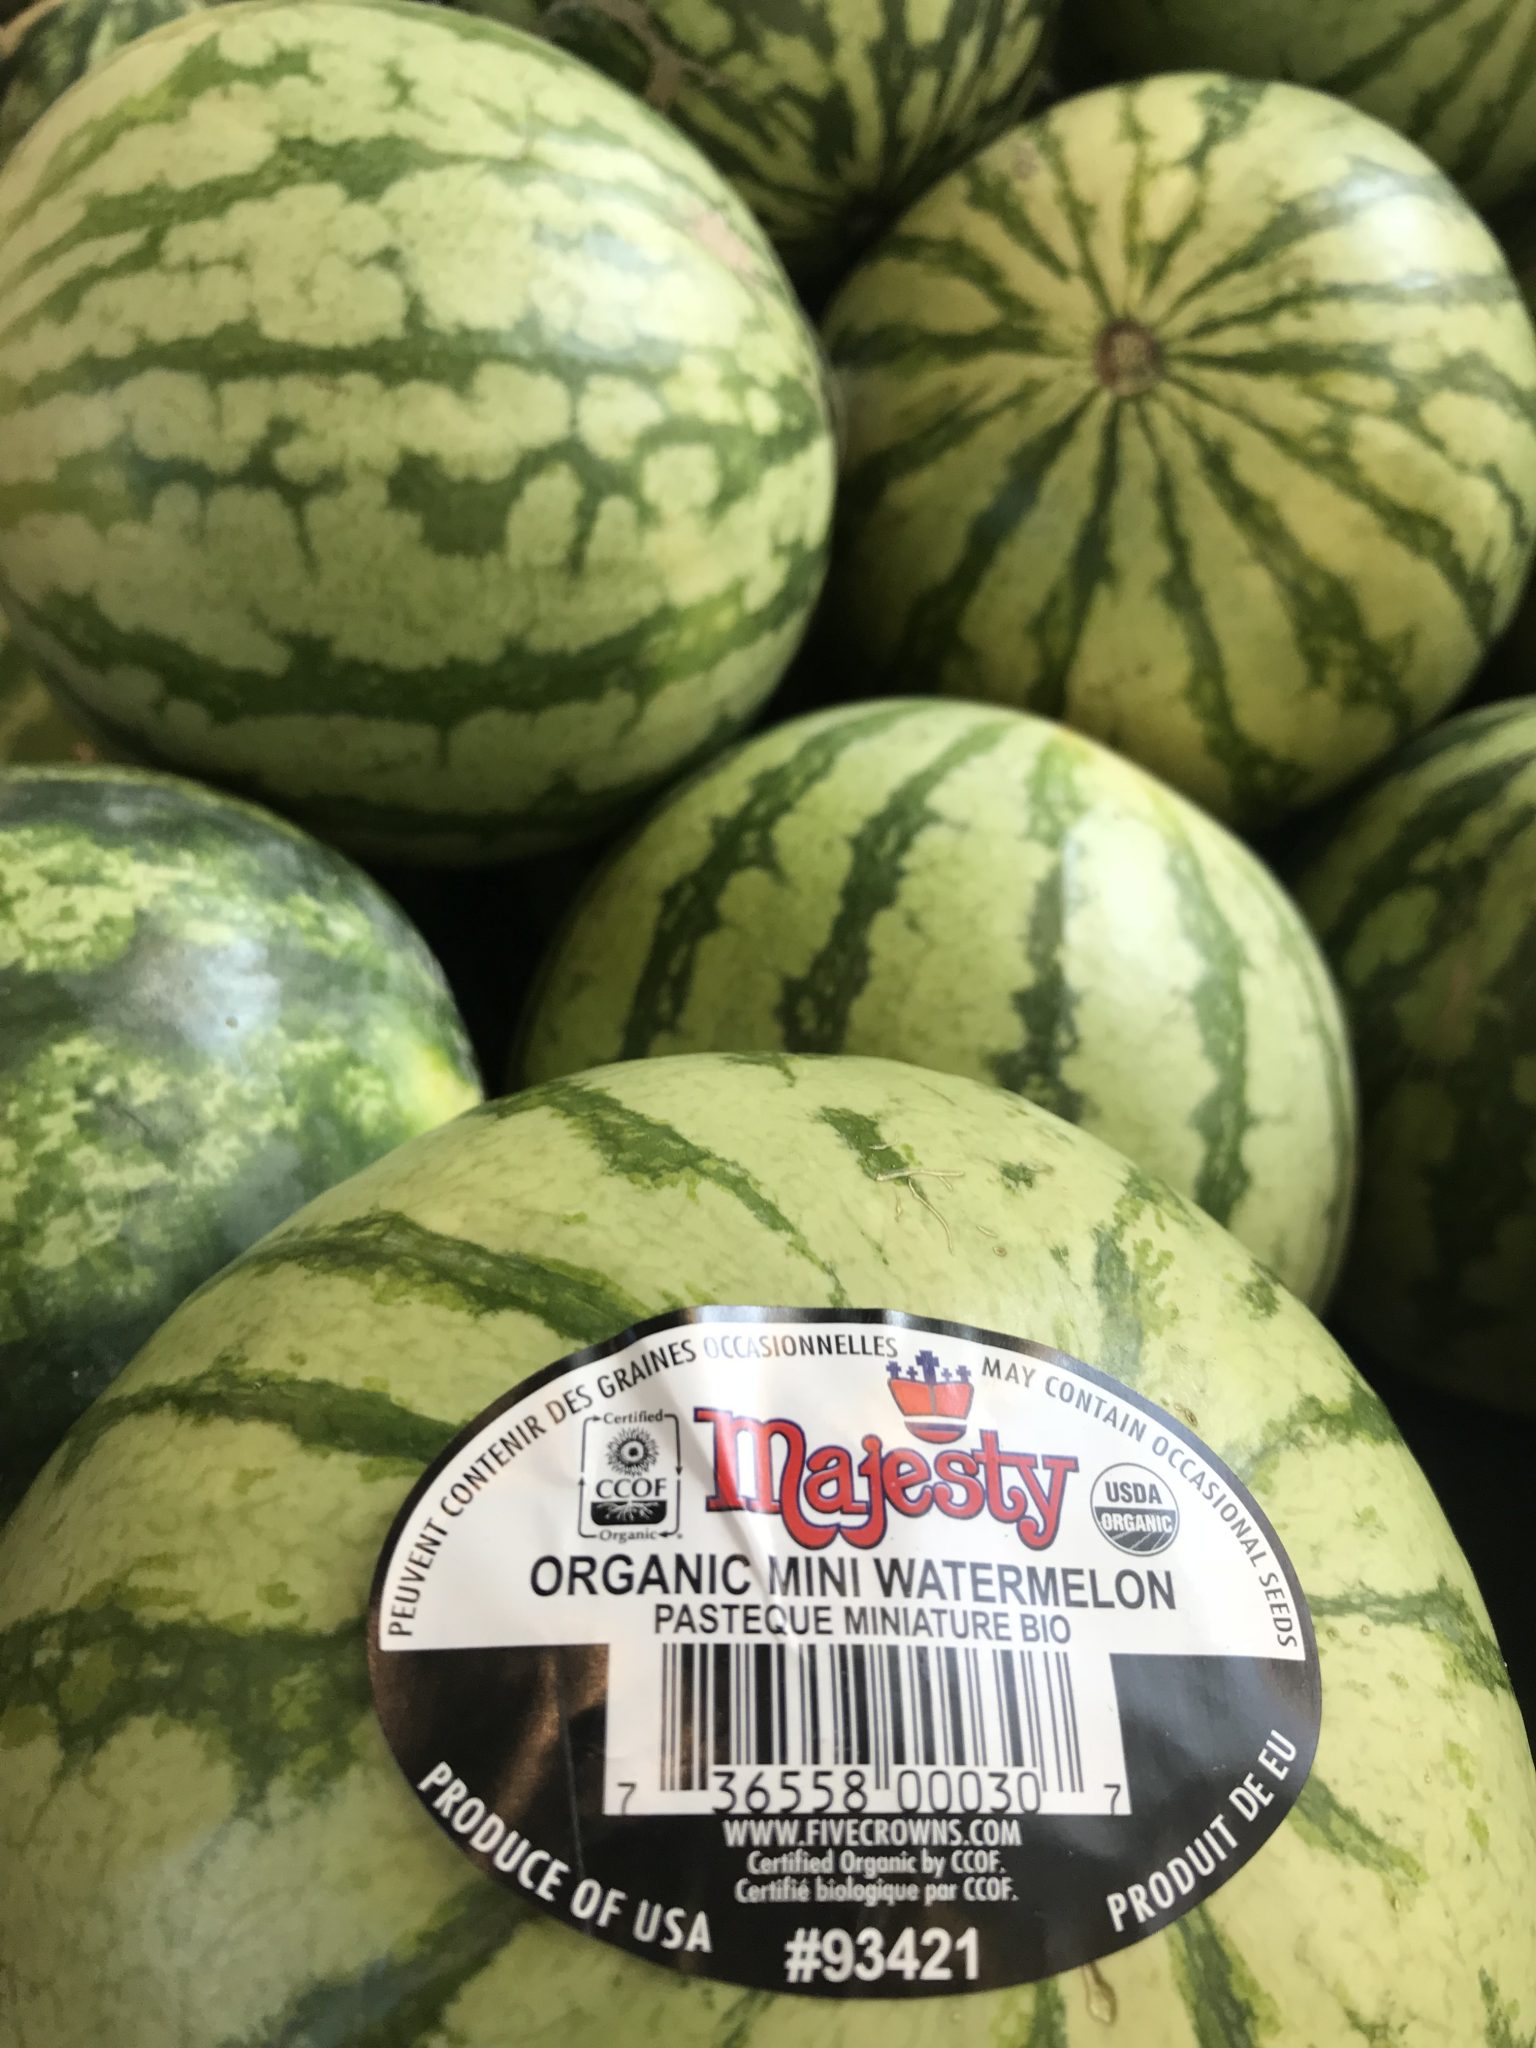 PEUVENT CONTENIR DES GRAINES OCCASIONNELLES
MAY CONTAIN OCCASIONAL SEEDS
Certified
CCOF
Organic
Majesty
USDA
ORGANIC
ORGANIC MINI WATERMELON
PASTEQUE MINIATURE BIO
7 36558 00030 7
WWW.FIVECROWNS.COM
Certified Organic by CCOF.
Certifié biologique par CCOF.
PRODUCE OF USA
#93421
PRODUIT DE EU